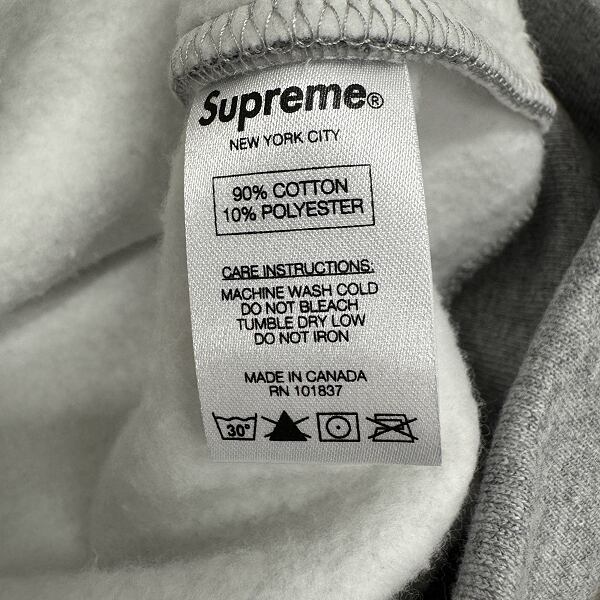 Supreme®
NEW YORK CITY
90% COTTON
10% POLYESTER
CARE INSTRUCTIONS:
MACHINE WASH COLD
DO NOT BLEACH
TUMBLE DRY LOW
DO NOT IRON
MADE IN CANADA
RN 101837
30°